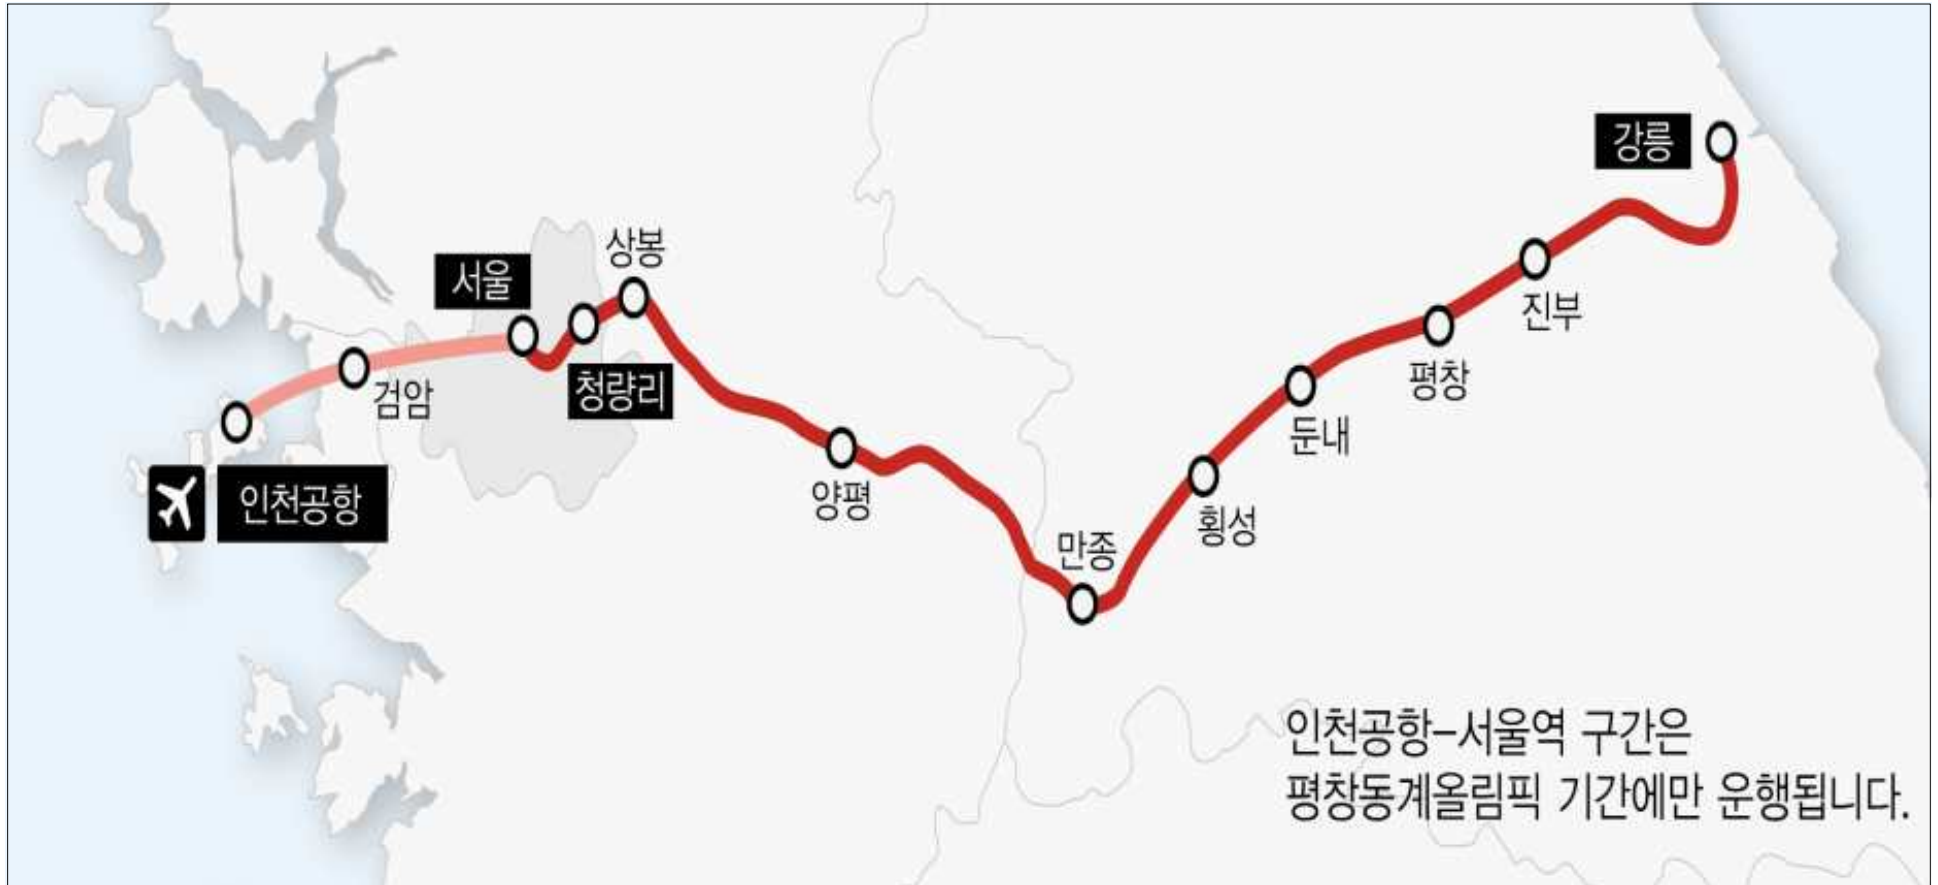 강릉
상봉
서울
진부
청량리
평창
검암
둔내
양평
인천공항
횡성
만종
인천공항-서울역 구간은
평창동계올림픽 기간에만 운행됩니다.